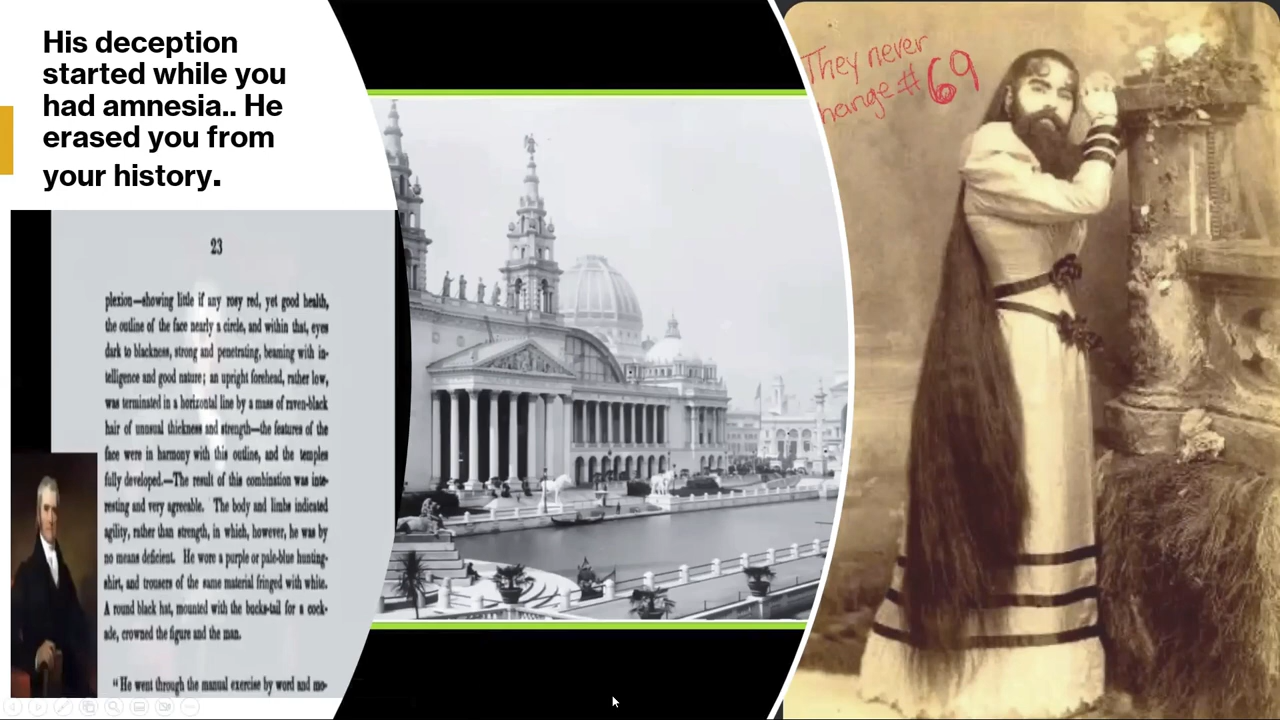 His deception
started while you
had amnesia.. He
erased you from
your history.
23
plexion—showing little if any rosy red, yet good health,
the outline of the face nearly a circle, and within that, eyes
dark to blackness, strong and penetrating, beaming with in-
telligence and good nature; an upright forehead, rather low,
was terminated in a horizontal line by a mass of raven-black
hair of unusual thickness and strength—the features of the
face were in harmony with this outline, and the temples
fully developed.—The result of this combination was inte-
resting and very agreeable. The body and limbs indicated
agility, rather than strength, in which, however, he was by
no means deficient. He wore a purple or pale-blue hunting-
shirt, and trousers of the same material fringed with white.
A round black hat, mounted with the bucks-tail for a cock-
ade, crowned the figure and the man.
"He went through the manual exercise by word and mo-
They never
hange # 69